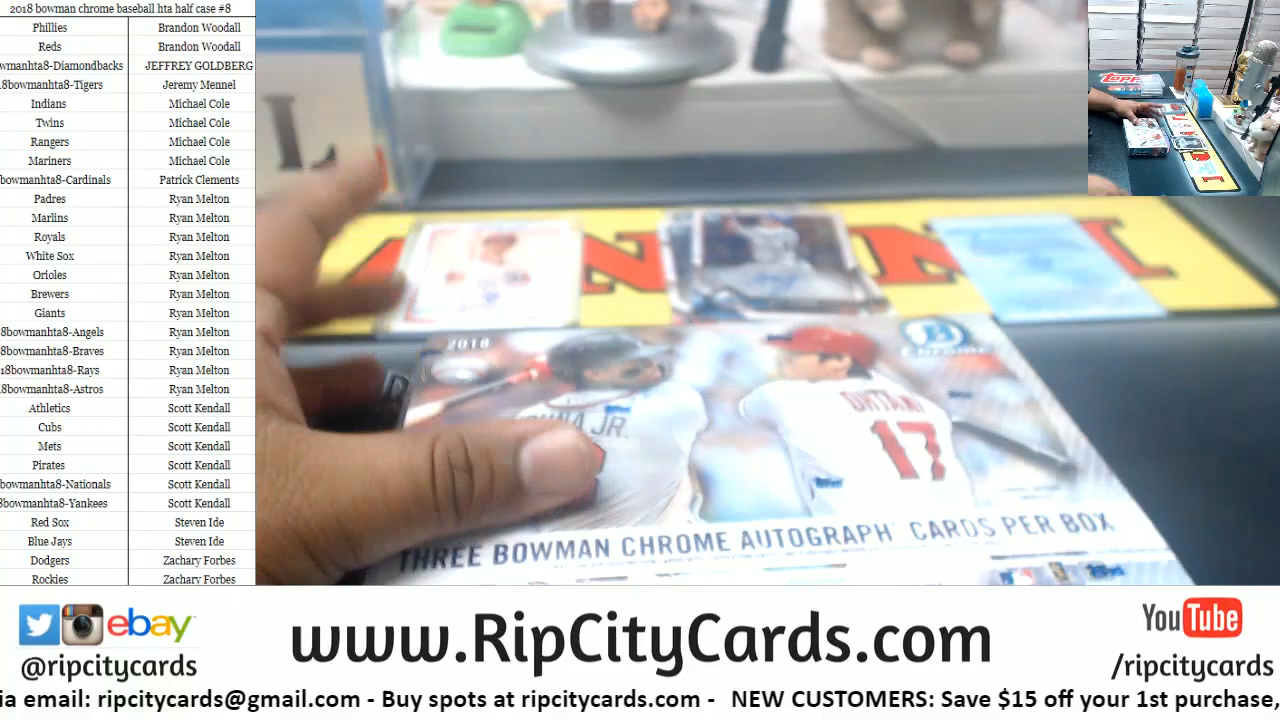 2018 bowman chrome baseball hta half case #8
Phillies Brandon Woodall
Reds Brandon Woodall
wmanhta8-Diamondbacks JEFFREY GOLDBERG
8bowmanhta8-Tigers Jeremy Mennel
Indians Michael Cole
Twins Michael Cole
Rangers Michael Cole
Mariners Michael Cole
bowmanhta8-Cardinals Patrick Clements
Padres Ryan Melton
Marlins Ryan Melton
Royals Ryan Melton
White Sox Ryan Melton
Orioles Ryan Melton
Brewers Ryan Melton
Giants Ryan Melton
8bowmanhta8-Angels Ryan Melton
8bowmanhta8-Braves Ryan Melton
18bowmanhta8-Rays Ryan Melton
8bowmanhta8-Astros Ryan Melton
Athletics Scott Kendall
Cubs Scott Kendall
Mets Scott Kendall
Pirates Scott Kendall
bowmanhta8-Nationals Scott Kendall
8bowmanhta8-Yankees Scott Kendall
Red Sox Steven Ide
Blue Jays Steven Ide
Dodgers Zachary Forbes
Rockies Zachary Forbes
TOPPS
2018
B
Chrome
UNA JR.
OHTANI
17
THREE BOWMAN CHROME AUTOGRAPH CARDS PER BOX
ebay
@ripcitycards
www.RipCityCards.com
YouTube
/ripcitycards
ia email: ripcitycards@gmail.com - Buy spots at ripcitycards.com - NEW CUSTOMERS: Save $15 off your 1st purchase,